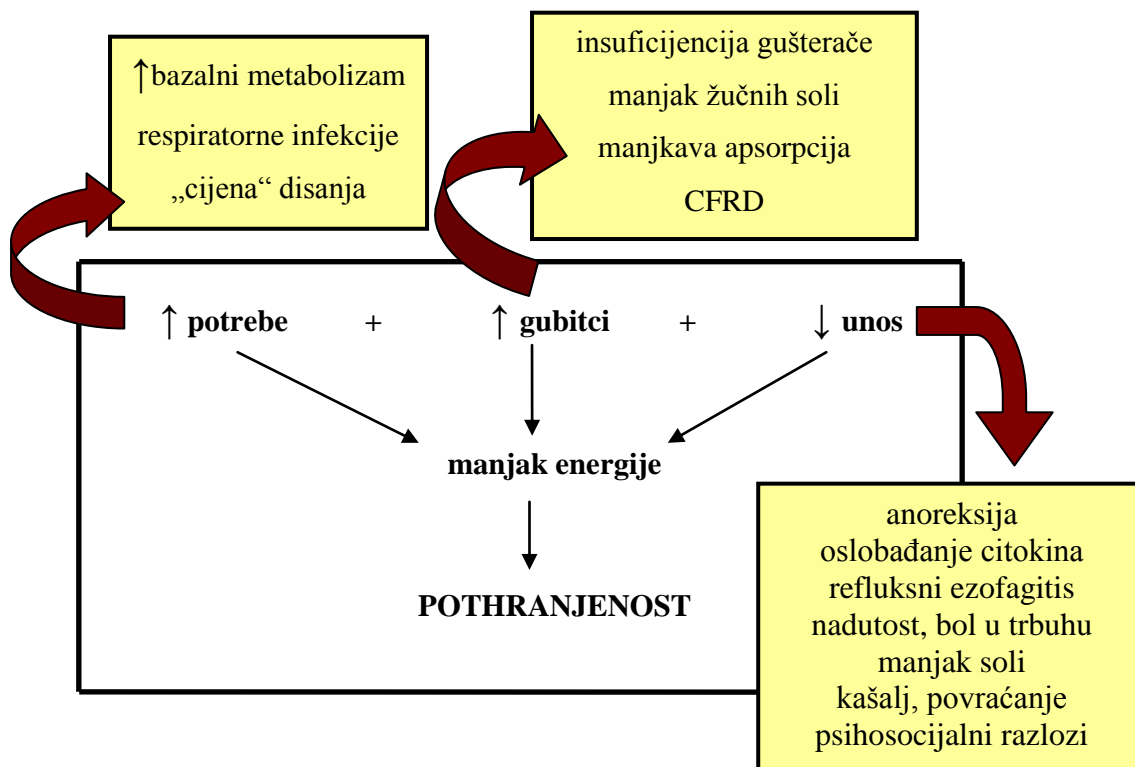 ↑bazalni metabolizam
respiratorne infekcije
„cijena“ disanja
insuficijencija gušterače
manjak žučnih soli
manjkava apsorpcija
CFRD
↑ potrebe + ↑ gubitci + ↓ unos
manjak energije
POTHRANJENOST
anoreksija
oslobađanje citokina
refluksni ezofagitis
nadutost, bol u trbuhu
manjak soli
kašalj, povraćanje
psihosocijalni razlozi